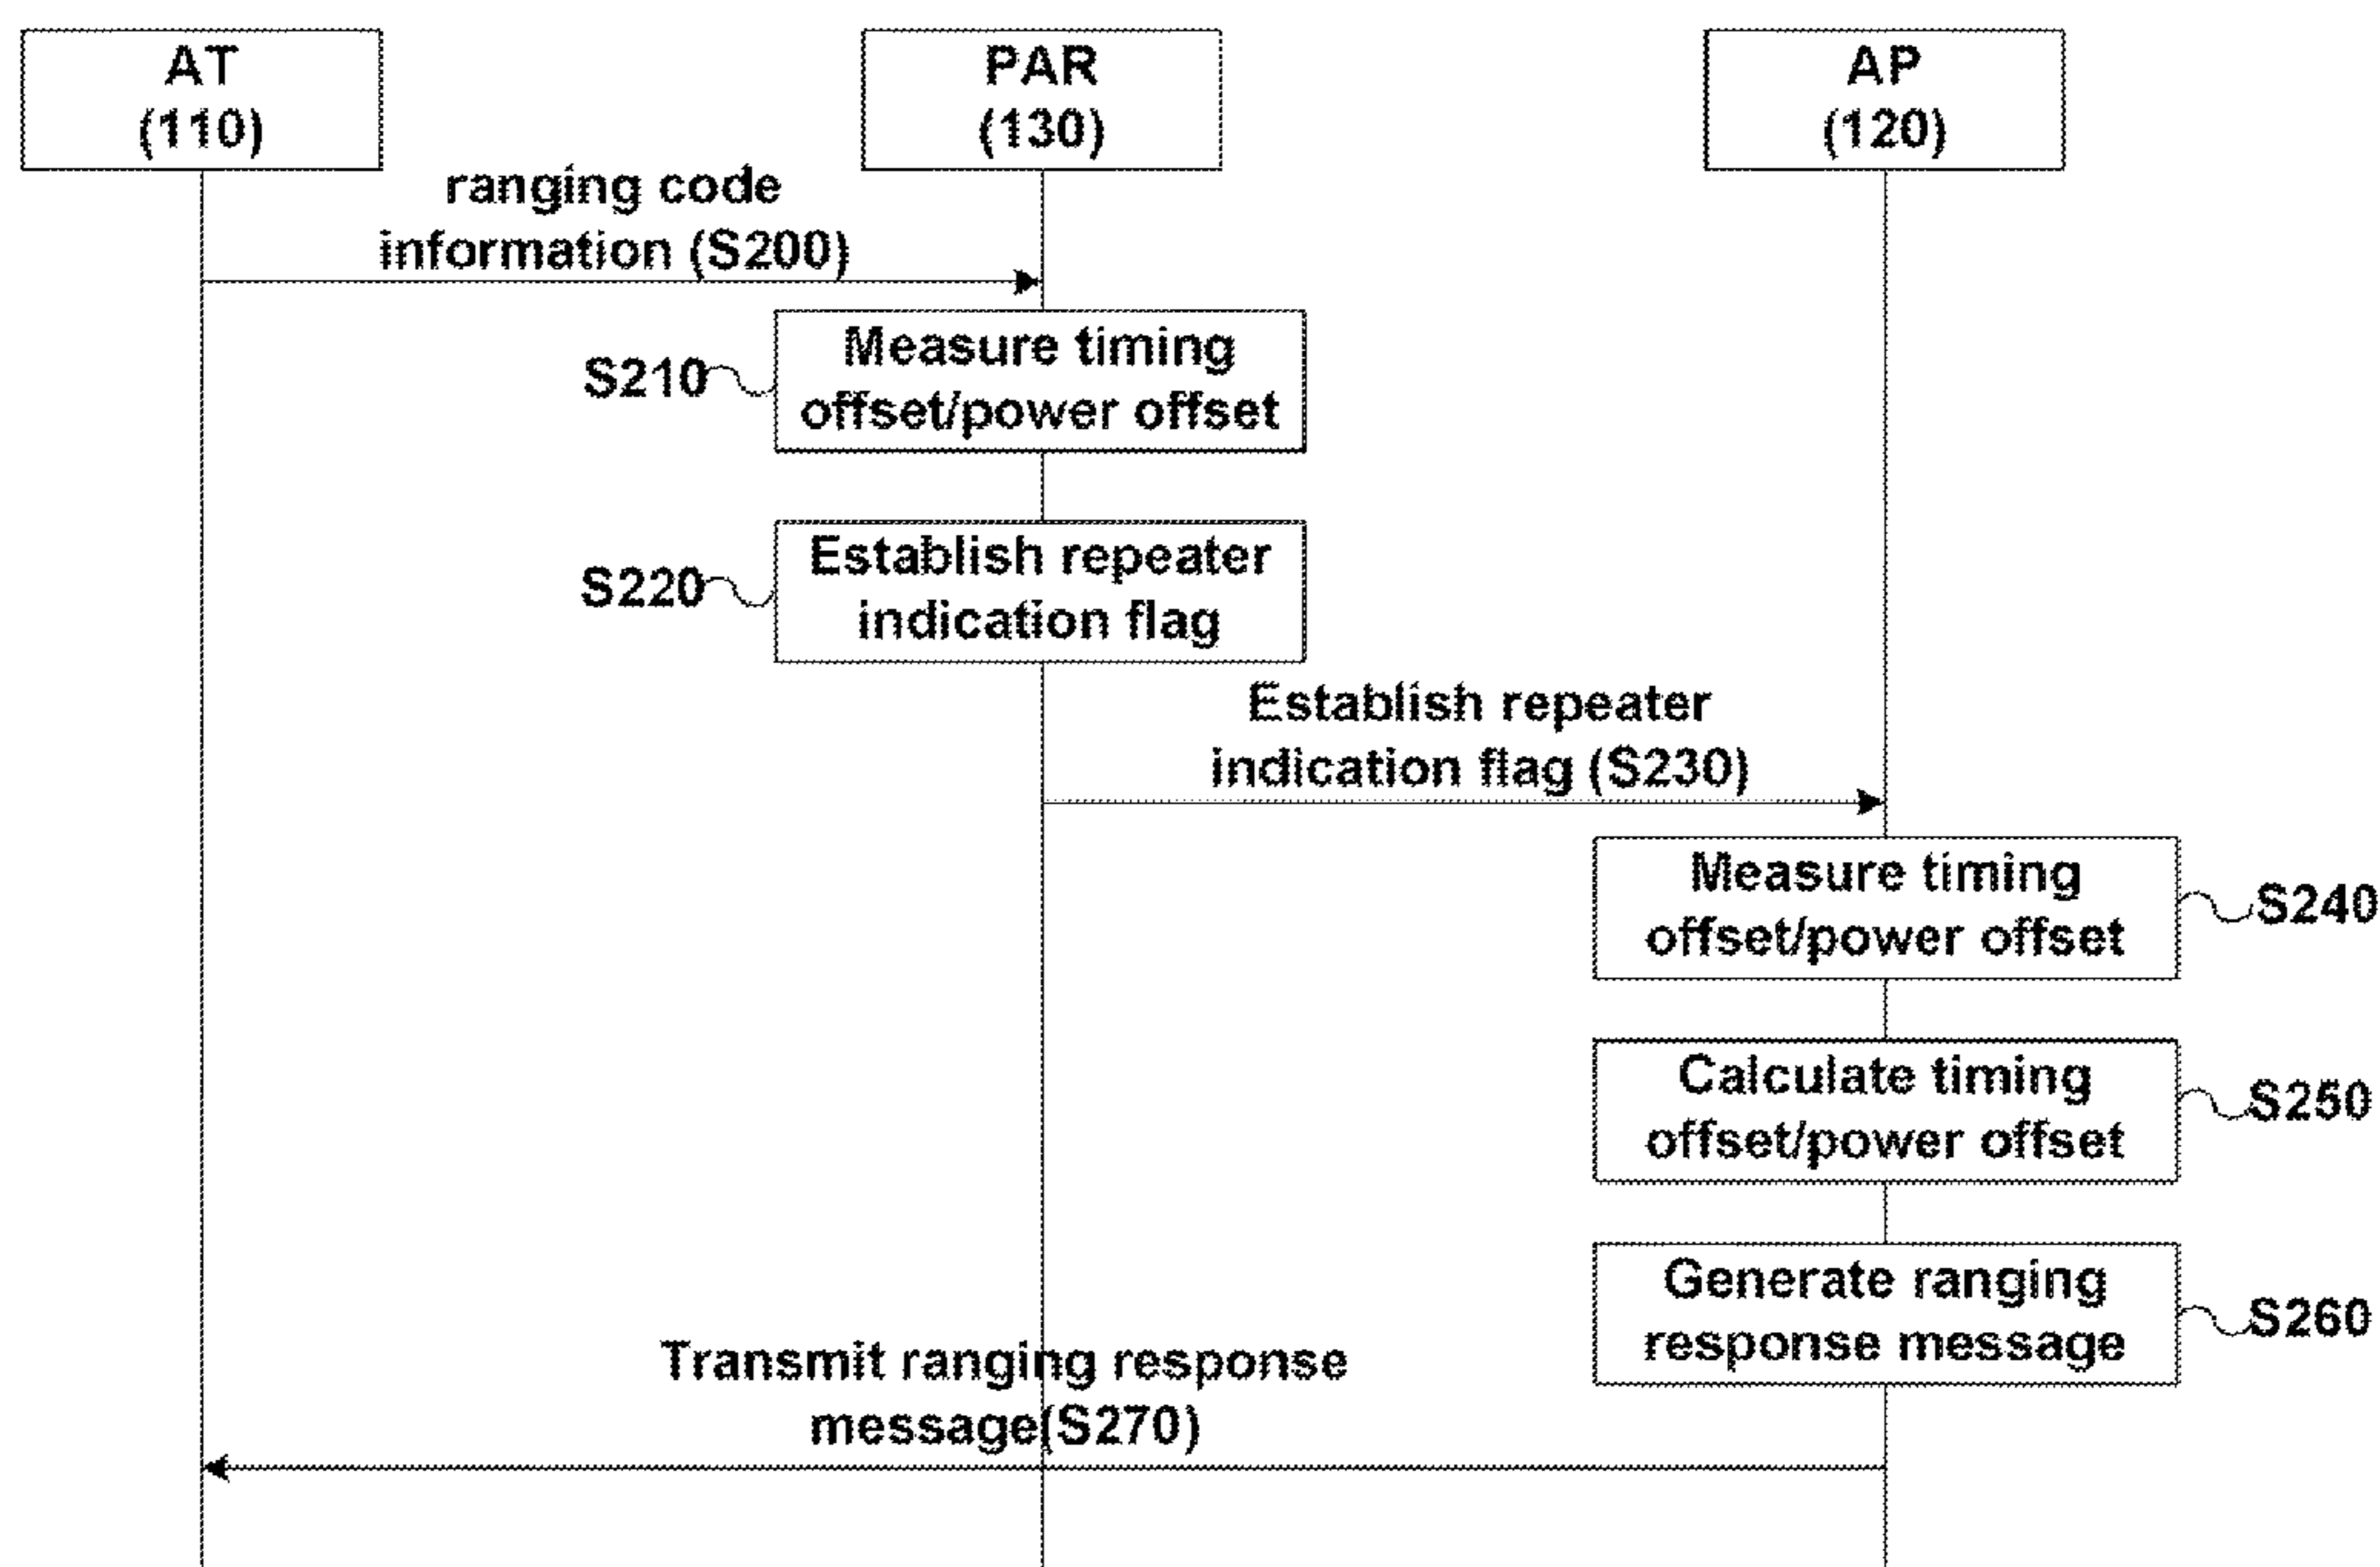 AT
(110)
PAR
(130)
AP
(120)
ranging code
information (S200)
Measure timing
offset/power offset
S210
Establish repeater
indication flag
S220
Establish repeater
indication flag (S230)
Measure timing
offset/power offset
S240
Calculate timing
offset/power offset
S250
Generate ranging
response message
S260
Transmit ranging response
message(S270)